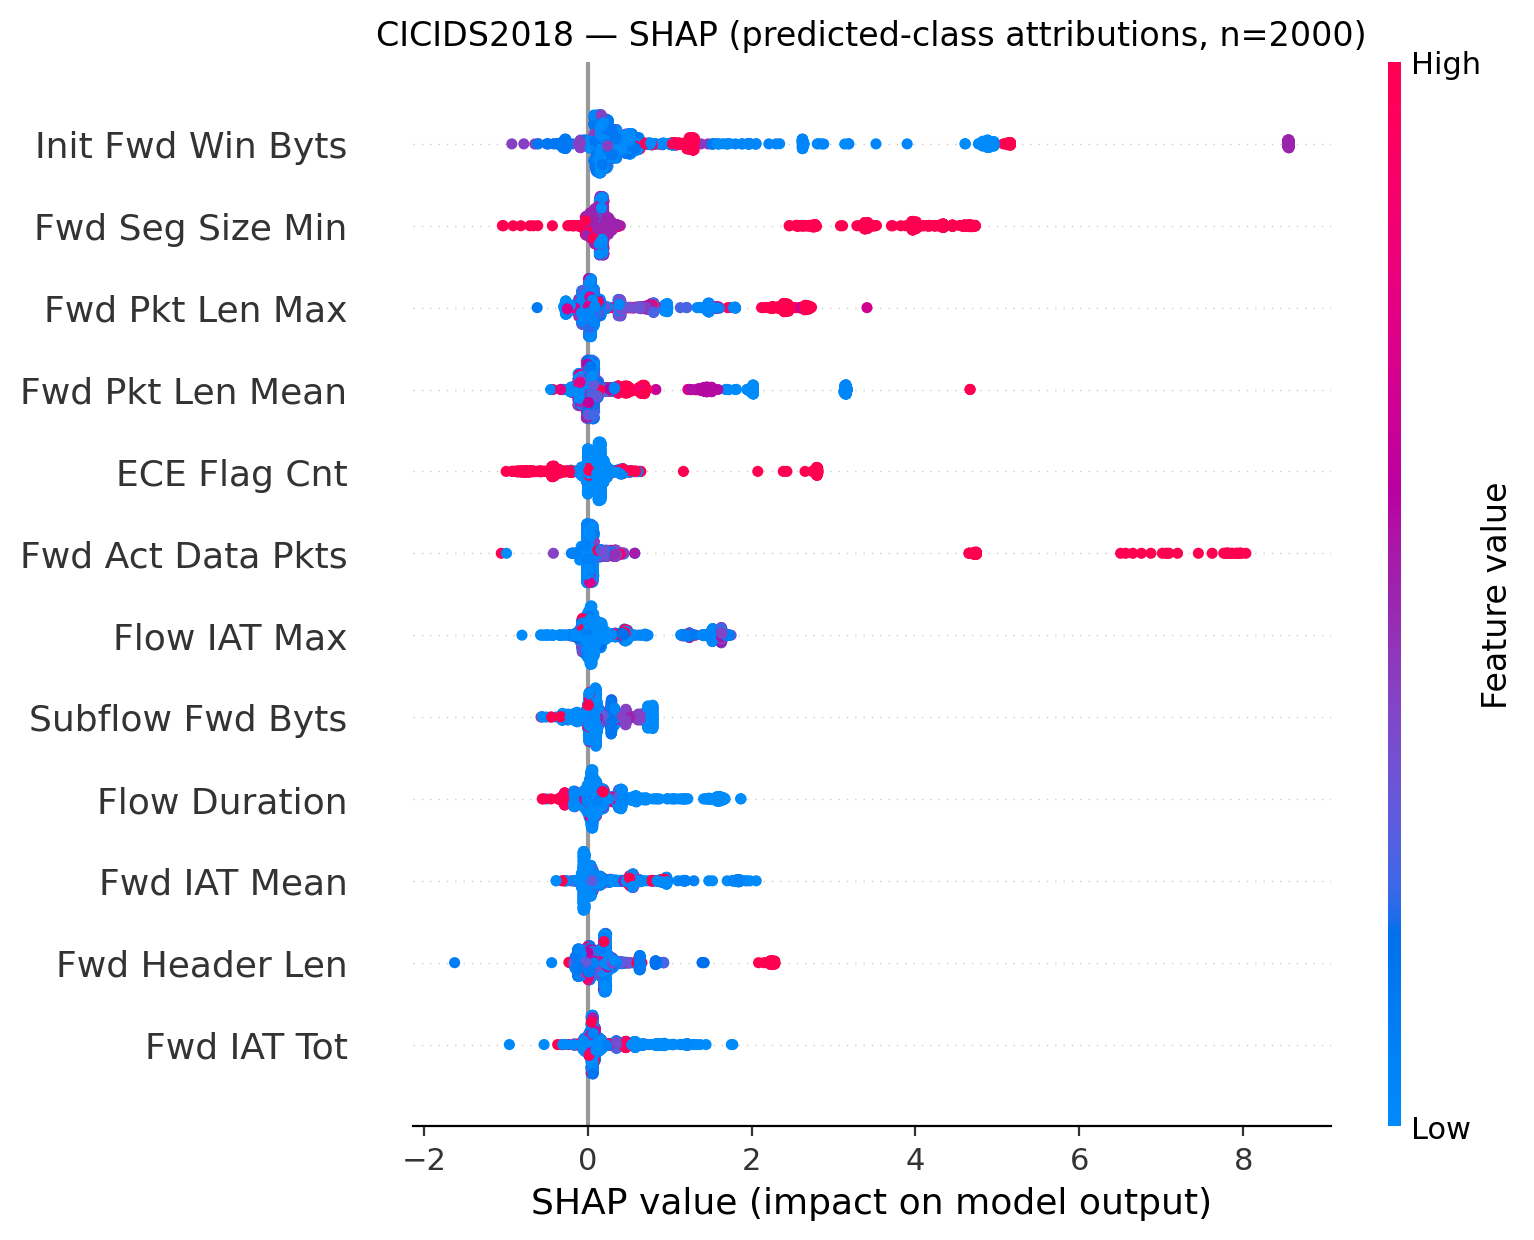 CICIDS2018 — SHAP (predicted-class attributions, n=2000)
High
Init Fwd Win Byts
Fwd Seg Size Min
Fwd Pkt Len Max
Fwd Pkt Len Mean
ECE Flag Cnt
Fwd Act Data Pkts
Flow IAT Max
Subflow Fwd Byts
Flow Duration
Fwd IAT Mean
Fwd Header Len
Fwd IAT Tot
Feature value
Low
−2 0 2 4 6 8
SHAP value (impact on model output)